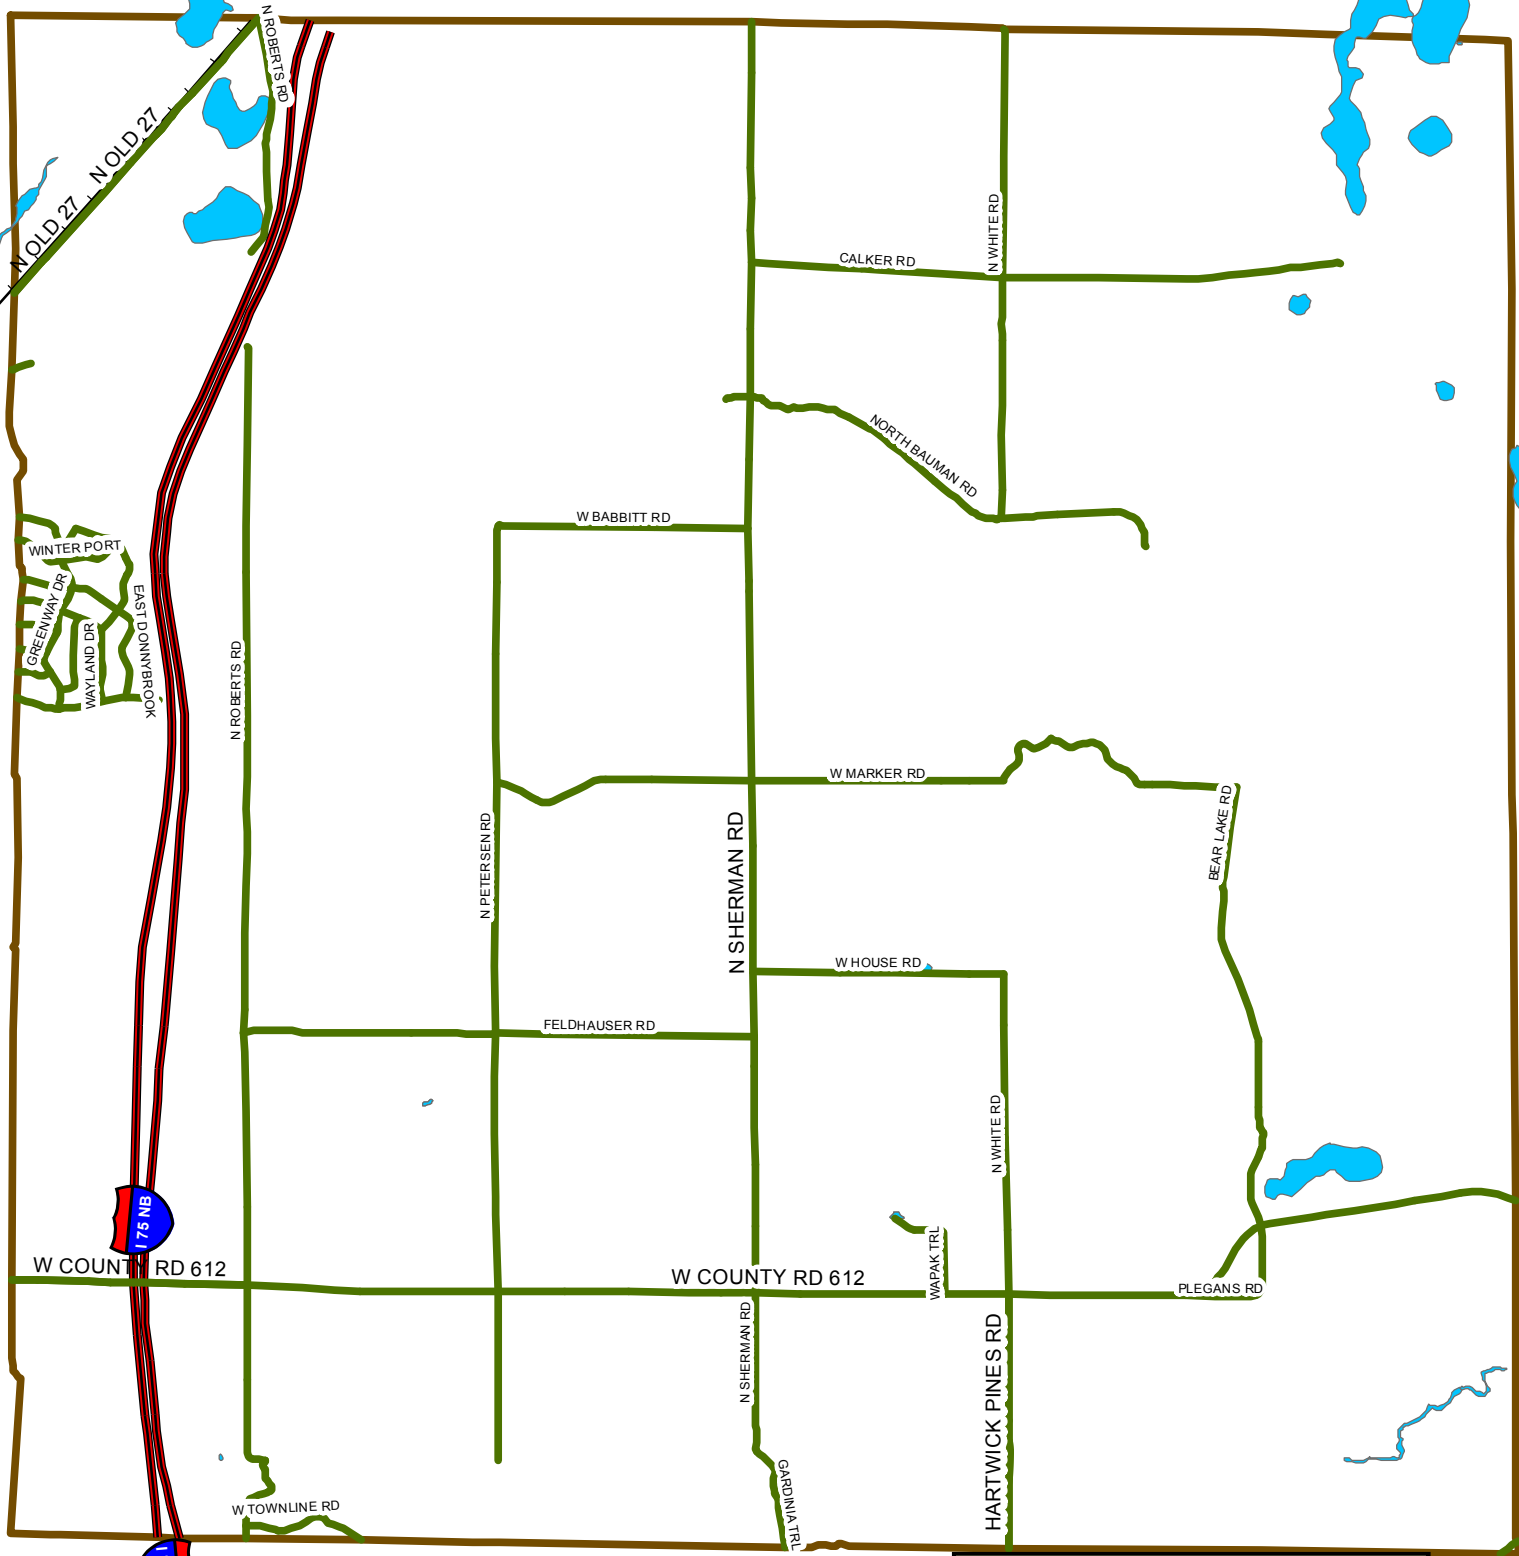 N ROBERTS RD
N OLD 27
N OLD 27
N WHITE RD
CALKER RD
NORTH BAUMAN RD
W BABBITT RD
WINTER PORT
GREENWAY DR
WAYLAND DR
EAST DONNYBROOK
N ROBERTS RD
W MARKER RD
BEAR LAKE RD
N PETERSEN RD
N SHERMAN RD
W HOUSE RD
FELDHAUSER RD
N WHITE RD
I 75 NB
WAPAK TRL
W COUNTY RD 612
W COUNTY RD 612
PLEGANS RD
N SHERMAN RD
HARTWICK PINES RD
GARDINIA TRL
W TOWNLINE RD
I